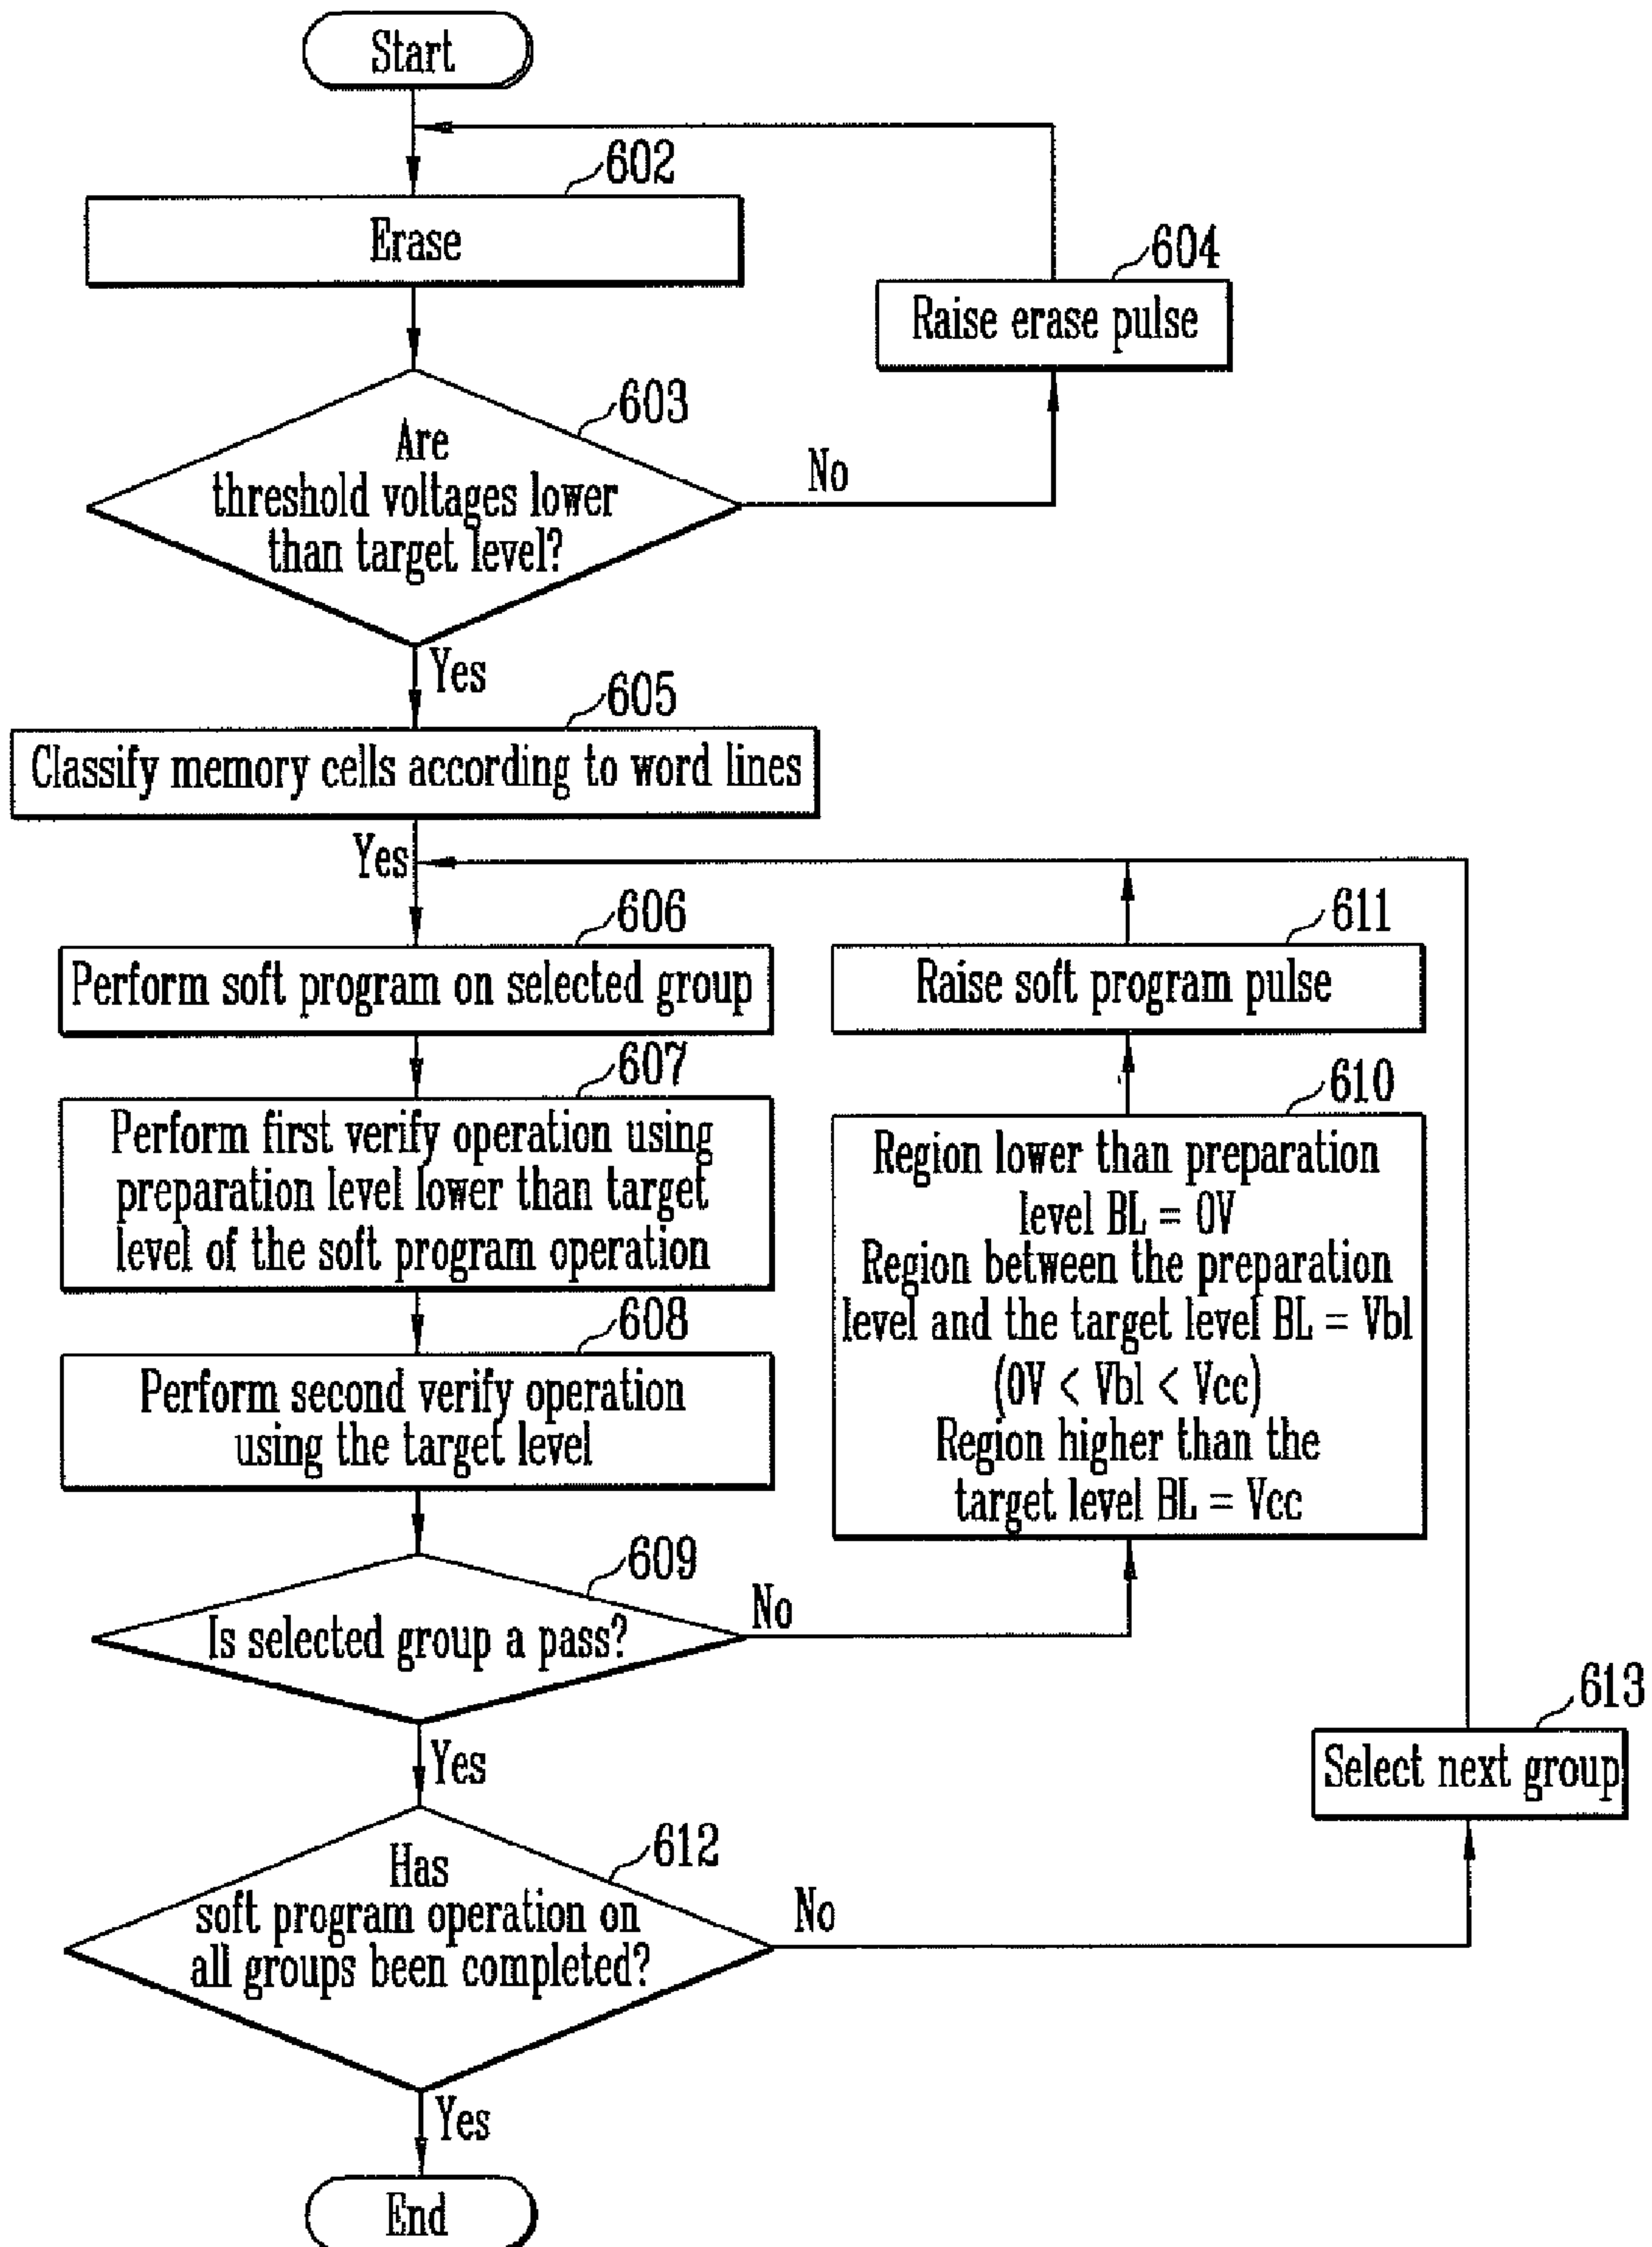 Start
602
Erase
604
Raise erase pulse
603
Are
threshold voltages lower
than target level?
No
Yes
605
Classify memory cells according to word lines
Yes
606
Perform soft program on selected group
611
Raise soft program pulse
607
Perform first verify operation using
preparation level lower than target
level of the soft program operation
610
Region lower than preparation
level BL = 0V
Region between the preparation
level and the target level BL = Vbl
(0V < Vbl < Vcc)
Region higher than the
target level BL = Vcc
608
Perform second verify operation
using the target level
609
Is selected group a pass?
No
Yes
613
Select next group
612
Has
soft program operation on
all groups been completed?
No
Yes
End